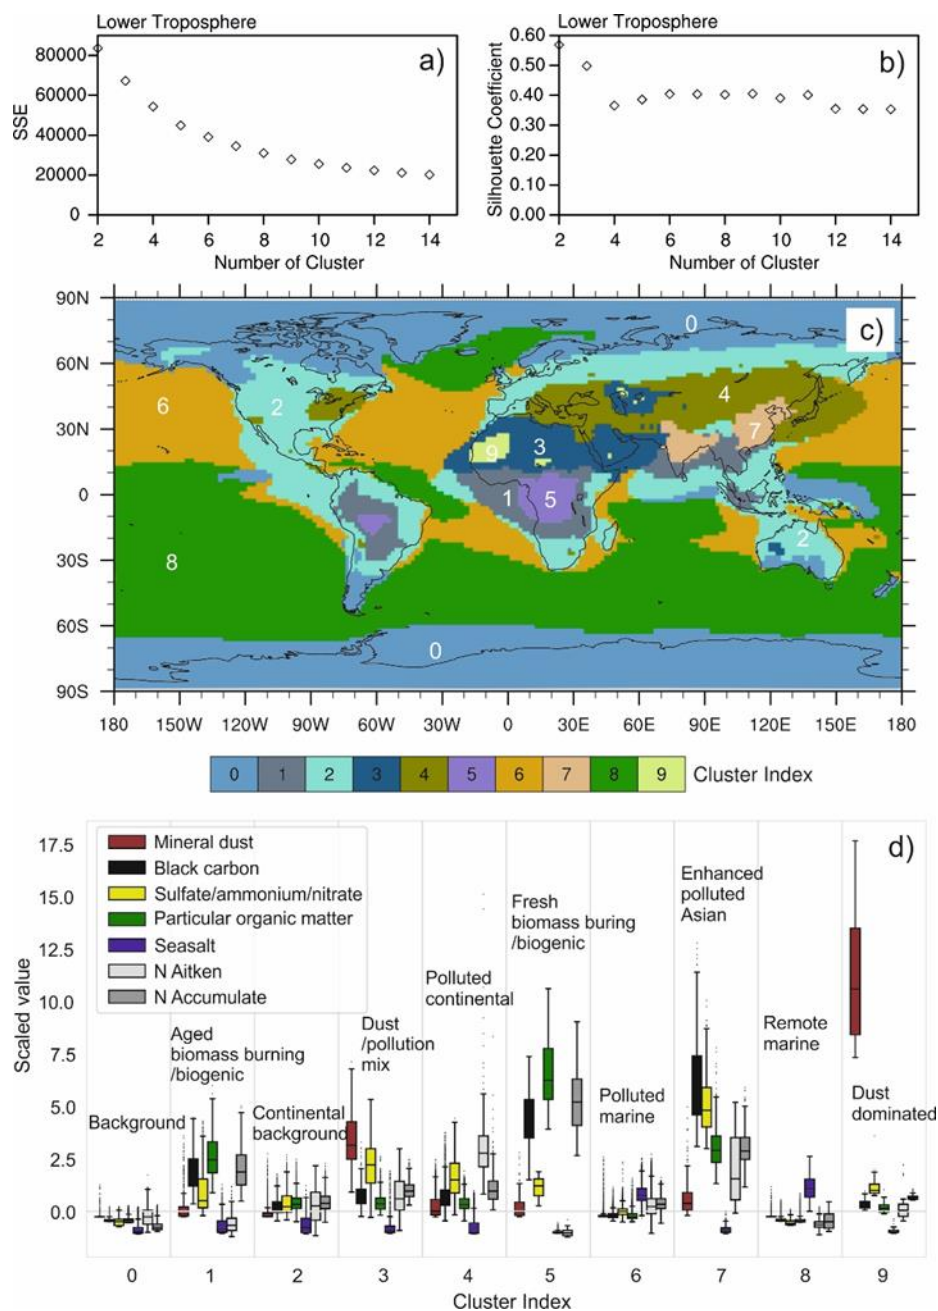 Lower Troposphere
a)
80000
60000
40000
20000
0
SSE
2 4 6 8 10 12 14
Number of Cluster
Lower Troposphere
b)
0.60
0.50
0.40
0.30
0.20
0.10
0.00
Silhouette Coefficient
2 4 6 8 10 12 14
Number of Cluster
c)
90N
60N
30N
0
30S
60S
90S
0
6
2
4
7
9
3
1
5
8
2
0
180 150W 120W 90W 60W 30W 0 30E 60E 90E 120E 150E 180
0 1 2 3 4 5 6 7 8 9 Cluster Index
d)
17.5
15.0
12.5
10.0
7.5
5.0
2.5
0.0
Scaled value
Mineral dust
Black carbon
Sulfate/ammonium/nitrate
Particular organic matter
Seasalt
N Aitken
N Accumulate
Background
Aged
biomass burning
/biogenic
Continental
background
Dust
/pollution
mix
Polluted
continental
Fresh
biomass buring
/biogenic
Polluted
marine
Enhanced
polluted
Asian
Remote
marine
Dust
dominated
0 1 2 3 4 5 6 7 8 9
Cluster Index